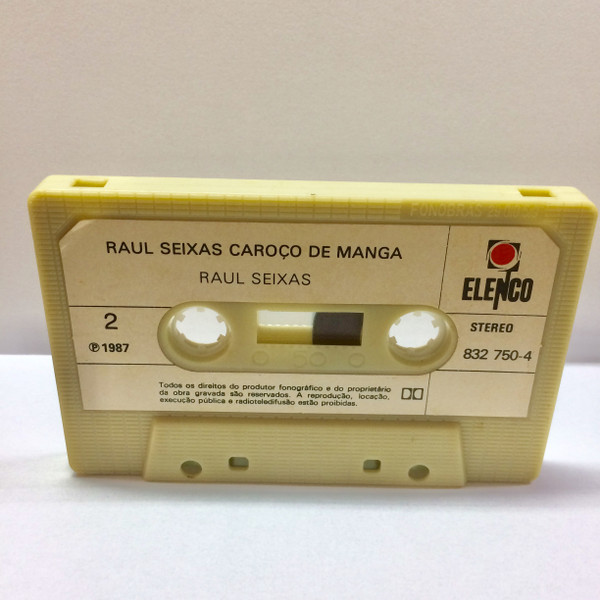 FONOBRAS
RAUL SEIXAS CAROÇO DE MANGA
RAUL SEIXAS
ELENCO
2
STEREO
℗ 1987
832 750-4
Todos os direitos do produtor fonográfico e do proprietário
da obra gravada são reservados. A reprodução, locação,
execução pública e radioteledifusão estão proibidas.